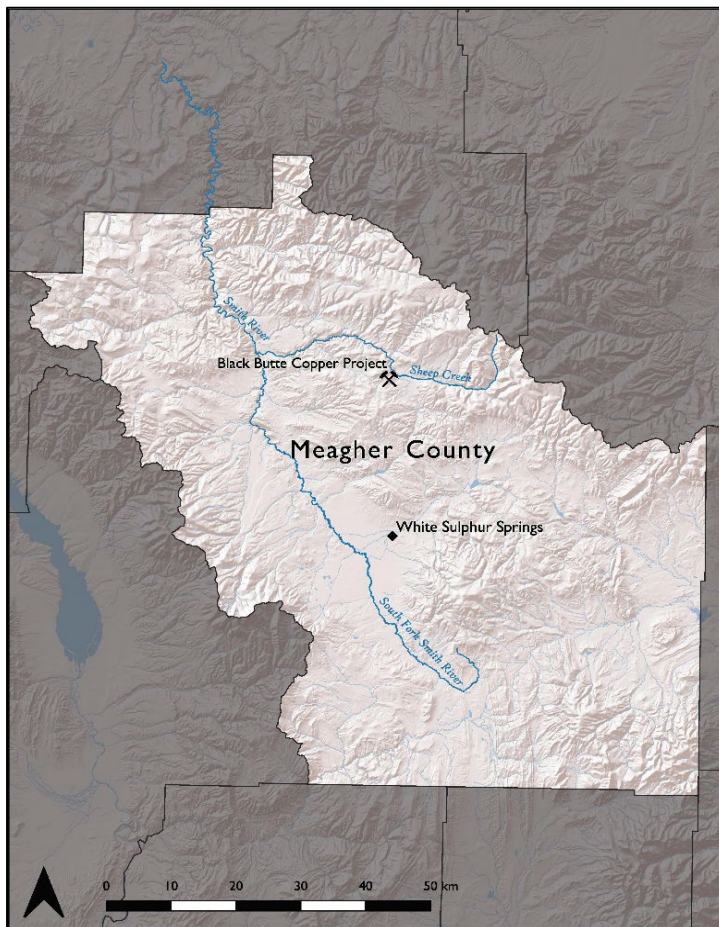 Smith River
Black Butte Copper Project
Sheep Creek
Meagher County
White Sulphur Springs
South Fork Smith River
0 10 20 30 40 50 km